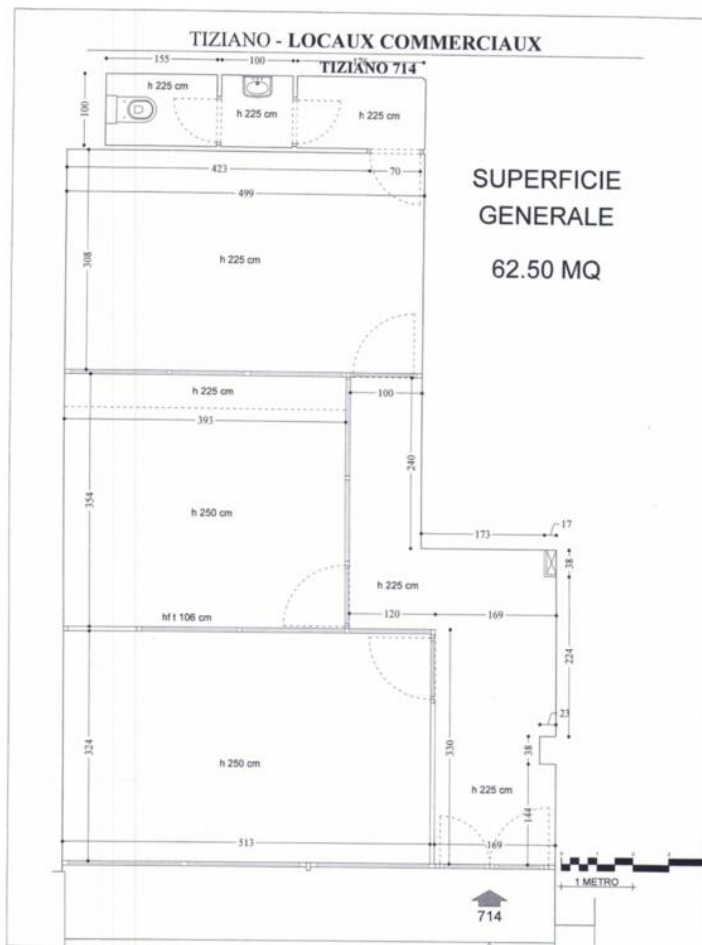 TIZIANO - LOCAUX COMMERCIAUX
TIZIANO 714
155
100
176
h 225 cm
h 225 cm
h 225 cm
100
423
70
499
SUPERFICIE
GENERALE
62.50 MQ
308
h 225 cm
h 225 cm
100
393
240
354
h 250 cm
173
17
38
h 225 cm
hf t 106 cm
120
169
224
23
324
330
38
h 250 cm
h 225 cm
144
513
169
1 METRO
714